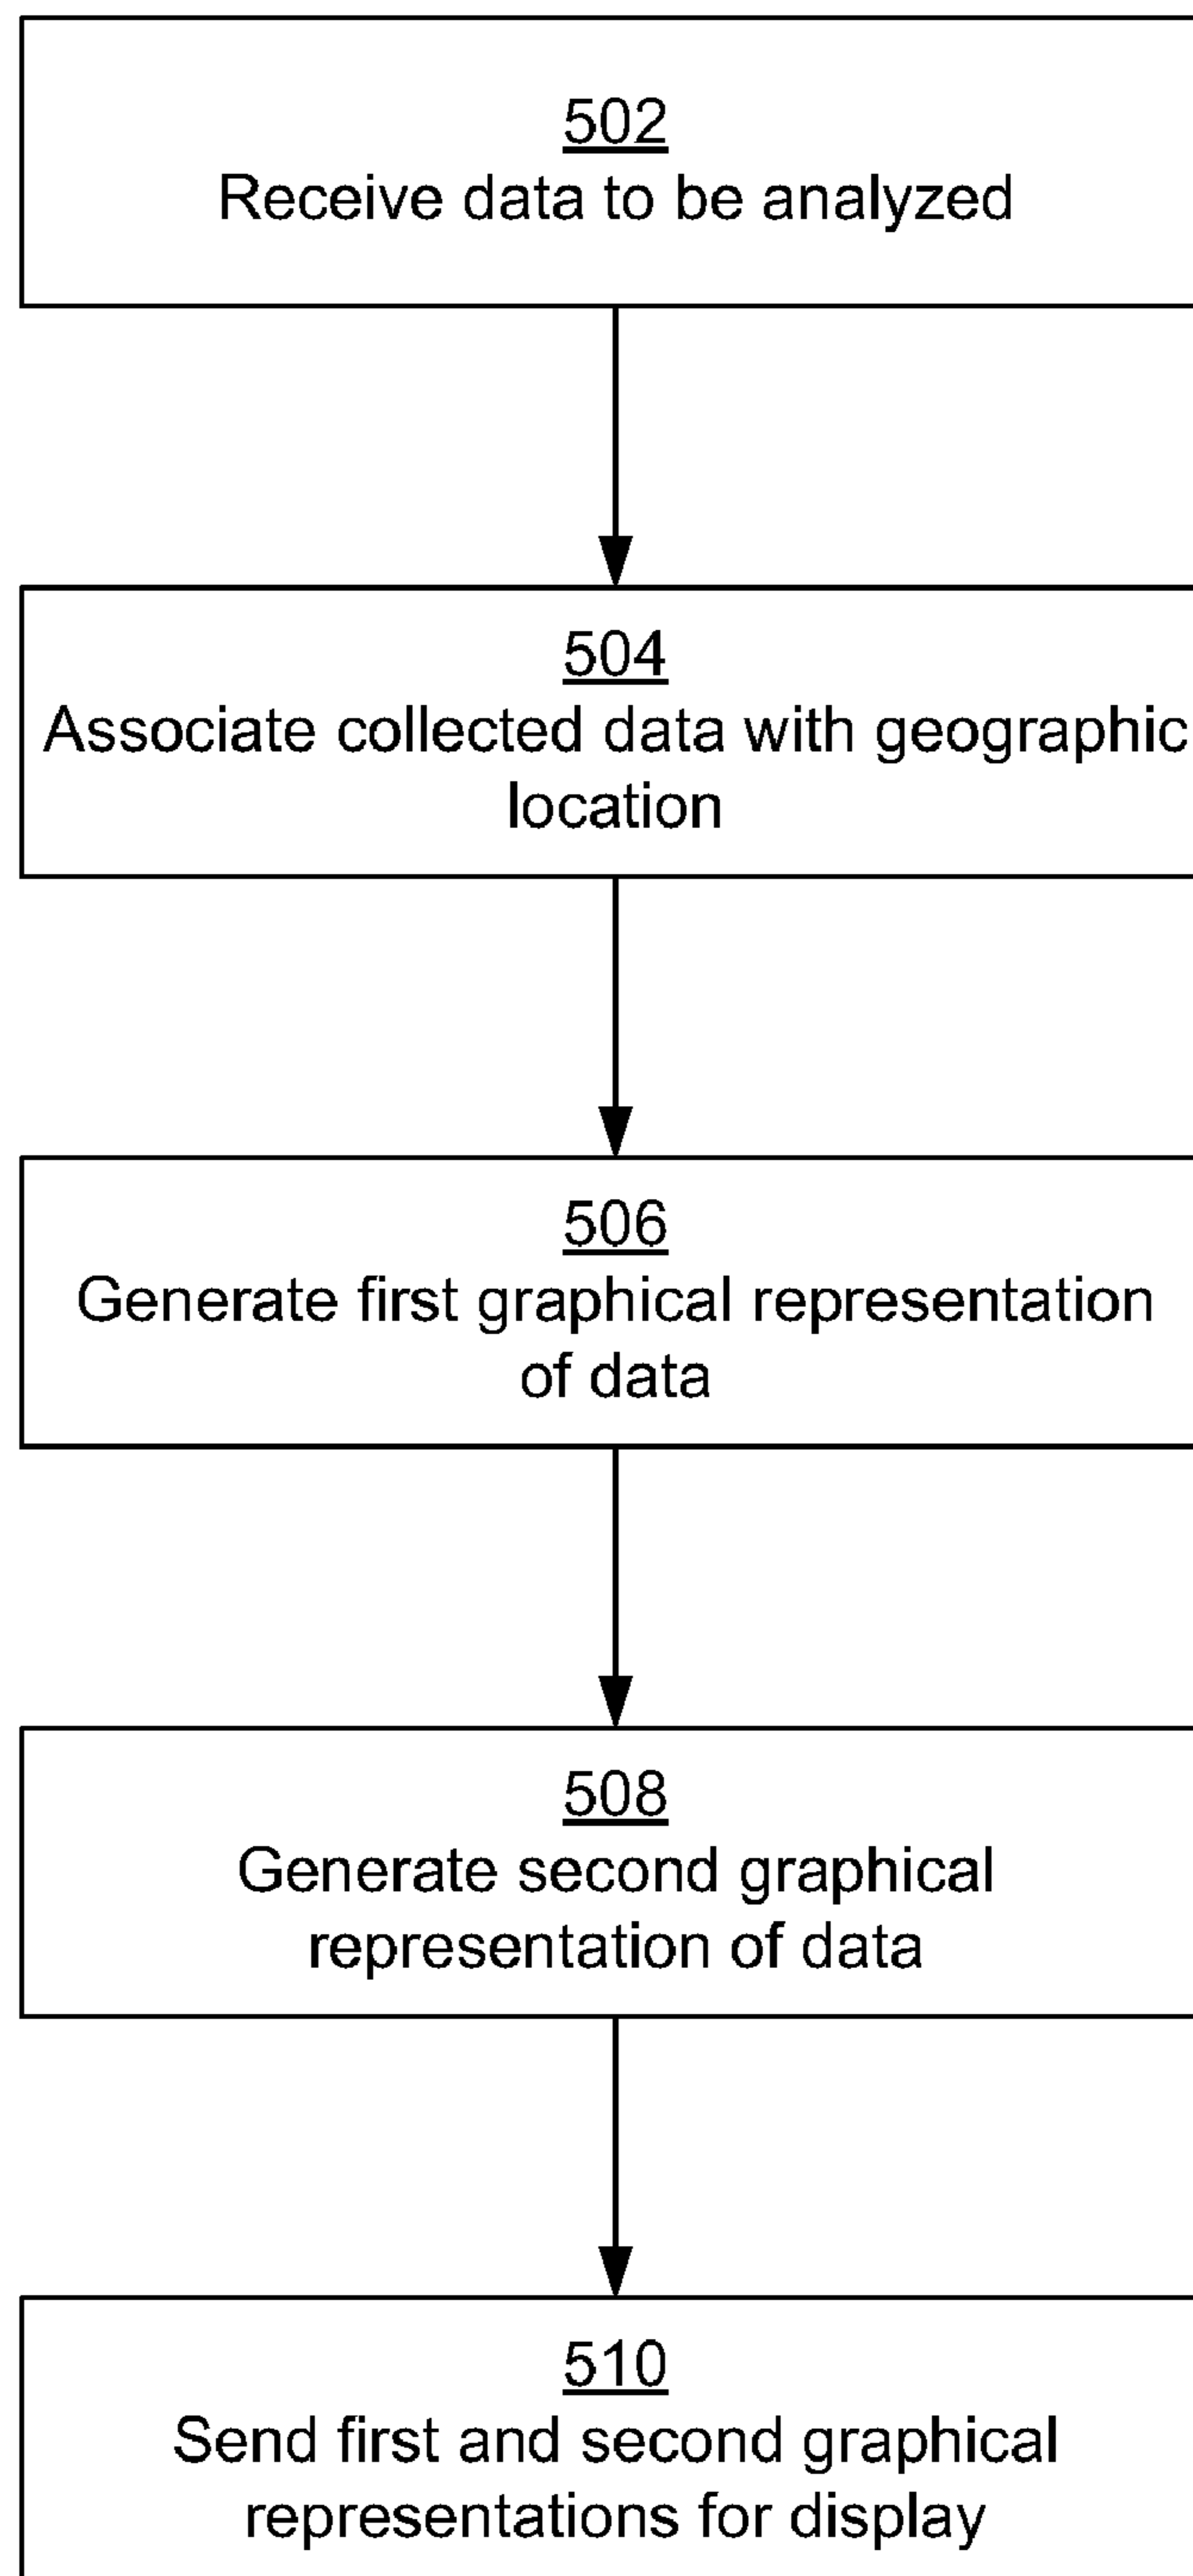 502
Receive data to be analyzed
504
Associate collected data with geographic
location
506
Generate first graphical representation
of data
508
Generate second graphical
representation of data
510
Send first and second graphical
representations for display